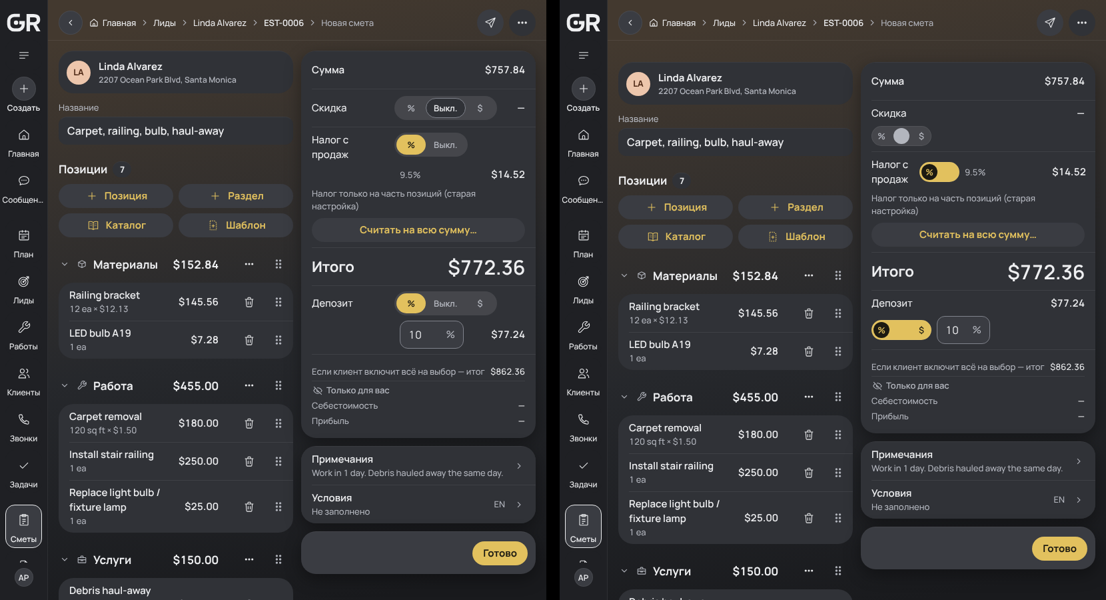 GR
Главная > Лиды > Linda Alvarez > EST-0006 > Новая смета
Создать
Главная
Сообщен...
План
Лиды
Работы
Клиенты
Звонки
Задачи
Сметы
AP
LA
Linda Alvarez
2207 Ocean Park Blvd, Santa Monica
Название
Carpet, railing, bulb, haul-away
Позиции 7
+ Позиция
+ Раздел
Каталог
Шаблон
Материалы $152.84
Railing bracket
12 ea × $12.13
$145.56
LED bulb A19
1 ea
$7.28
Работа $455.00
Carpet removal
120 sq ft × $1.50
$180.00
Install stair railing
1 ea
$250.00
Replace light bulb /
fixture lamp
1 ea
$25.00
Услуги $150.00
Debris haul-away
Сумма $757.84
Скидка % Выкл. $ –
Налог с
продаж
% Выкл.
9.5% $14.52
Налог только на часть позиций (старая
настройка)
Считать на всю сумму...
Итого $772.36
Депозит % Выкл. $
10 % $77.24
Если клиент включит всё на выбор — итог $862.36
Только для вас
Себестоимость –
Прибыль –
Примечания
Work in 1 day. Debris hauled away the same day.
Условия
Не заполнено
EN
Готово
GR
Главная > Лиды > Linda Alvarez > EST-0006 > Новая смета
Создать
Главная
Сообщен...
План
Лиды
Работы
Клиенты
Звонки
Задачи
Сметы
AP
LA
Linda Alvarez
2207 Ocean Park Blvd, Santa Monica
Название
Carpet, railing, bulb, haul-away
Позиции 7
+ Позиция
+ Раздел
Каталог
Шаблон
Материалы $152.84
Railing bracket
12 ea × $12.13
$145.56
LED bulb A19
1 ea
$7.28
Работа $455.00
Carpet removal
120 sq ft × $1.50
$180.00
Install stair railing
1 ea
$250.00
Replace light bulb /
fixture lamp
1 ea
$25.00
Услуги $150.00
Сумма $757.84
Скидка –
% $
Налог с
продаж
% 9.5% $14.52
Налог только на часть позиций (старая
настройка)
Считать на всю сумму...
Итого $772.36
Депозит $77.24
% $ 10 %
Если клиент включит всё на выбор — итог $862.36
Только для вас
Себестоимость –
Прибыль –
Примечания
Work in 1 day. Debris hauled away the same day.
Условия
Не заполнено
EN
Готово